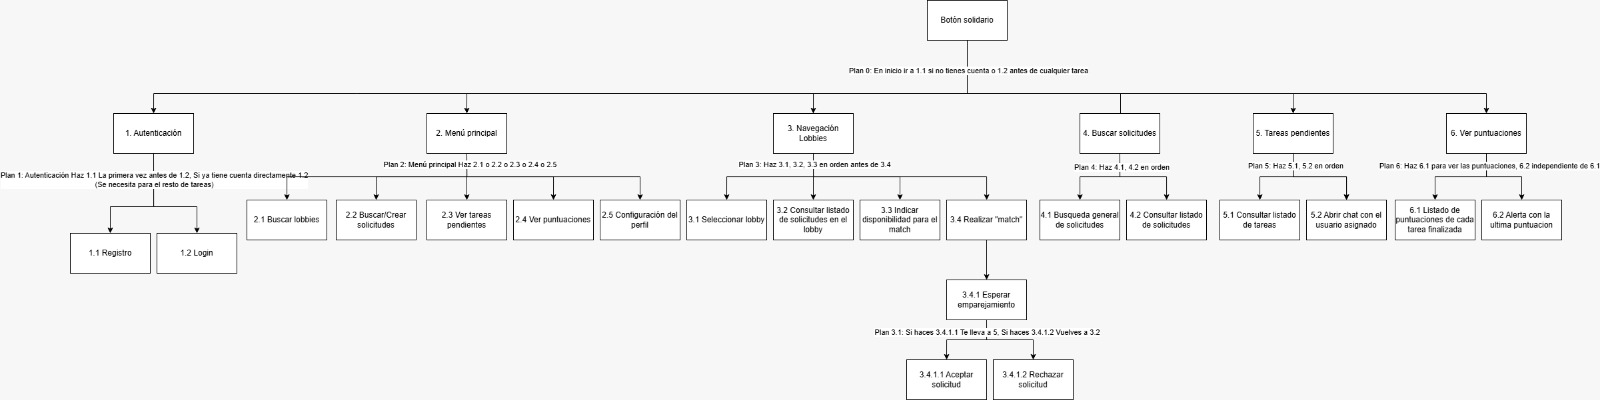 Botón solidario
Plan 0: En inicio ir a 1.1 si no tienes cuenta o 1.2 antes de cualquier tarea
1. Autenticación
2. Menú principal
3. Navegación
Lobbies
4. Buscar solicitudes
5. Tareas pendientes
6. Ver puntuaciones
Plan 1: Autenticación Haz 1.1 La primera vez antes de 1.2, Si ya tiene cuenta directamente 1.2
(Se necesita para el resto de tareas)
Plan 2: Menú principal Haz 2.1 o 2.2 o 2.3 o 2.4 o 2.5
Plan 3: Haz 3.1, 3.2, 3.3 en orden antes de 3.4
Plan 4: Haz 4.1, 4.2 en orden
Plan 5: Haz 5.1, 5.2 en orden
Plan 6: Haz 6.1 para ver las puntuaciones, 6.2 independiente de 6.1
1.1 Registro
1.2 Login
2.1 Buscar lobbies
2.2 Buscar/Crear
solicitudes
2.3 Ver tareas
pendientes
2.4 Ver puntuaciones
2.5 Configuración del
perfil
3.1 Seleccionar lobby
3.2 Consultar listado
de solicitudes en el
lobby
3.3 Indicar
disponibilidad para el
match
3.4 Realizar "match"
4.1 Busqueda general
de solicitudes
4.2 Consultar listado
de solicitudes
5.1 Consultar listado
de tareas
5.2 Abrir chat con el
usuario asignado
6.1 Listado de
puntuaciones de cada
tarea finalizada
6.2 Alerta con la
ultima puntuacion
3.4.1 Esperar
emparejamiento
Plan 3.1: Si haces 3.4.1.1 Te lleva a 5, Si haces 3.4.1.2 Vuelves a 3.2
3.4.1.1 Aceptar
solicitud
3.4.1.2 Rechazar
solicitud